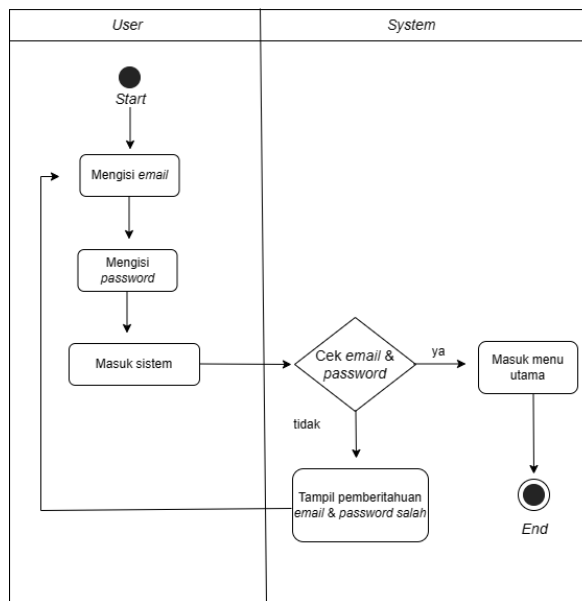 User
System
Start
Mengisi email
Mengisi
password
Masuk sistem
Cek email &
password
ya
Masuk menu
utama
tidak
Tampil pemberitahuan
email & password salah
End